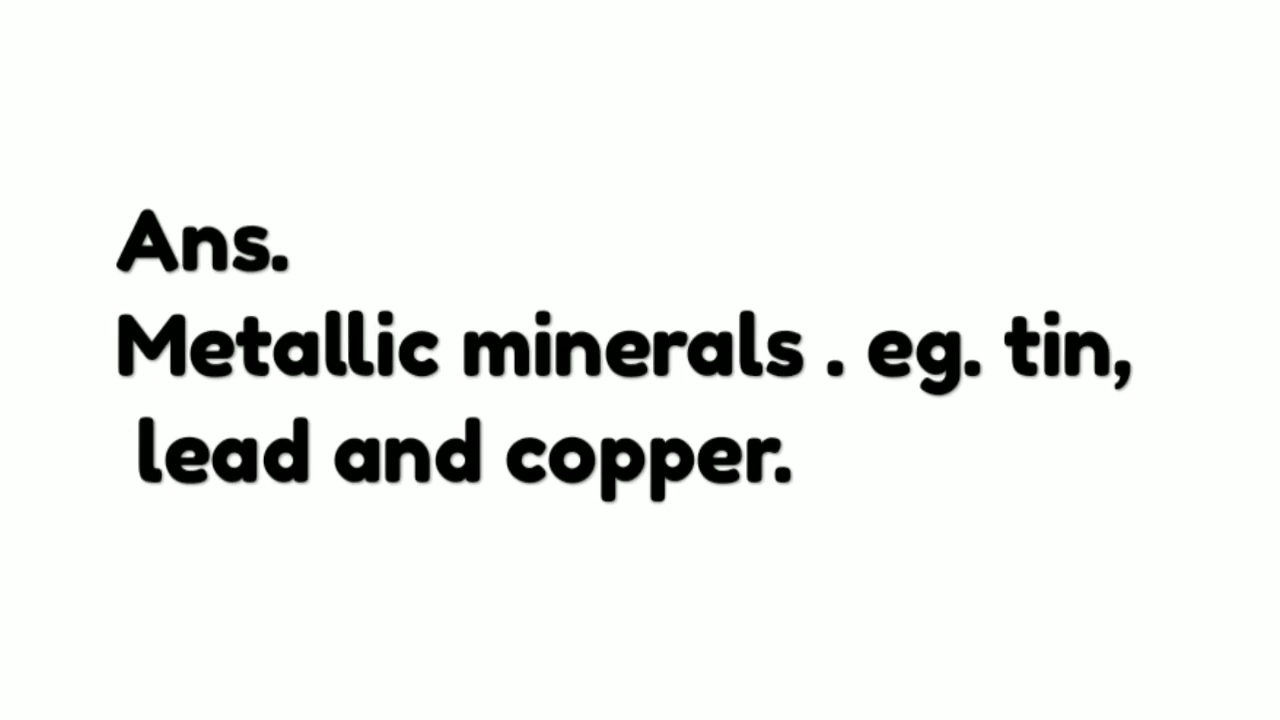 Ans.
Metallic minerals . eg. tin,
lead and copper.